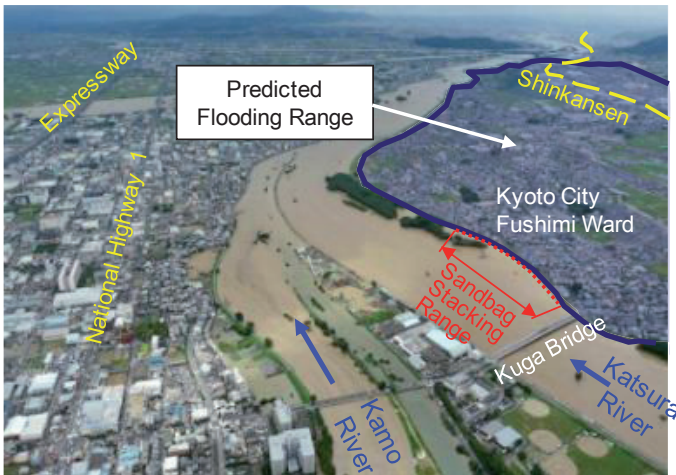 Expressway
Predicted
Flooding Range
Shinkansen
National Highway 1
Kyoto City
Fushimi Ward
Sandbag
Stacking
Range
Kuga Bridge
Kamo
River
Katsura
River